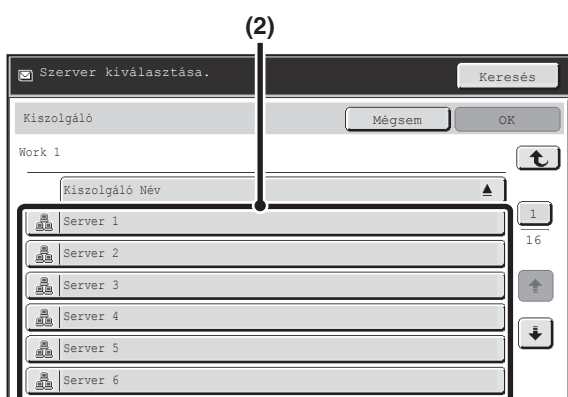 (2)
Szerver kiválasztása.
Keresés
Kiszolgáló
Mégsem
OK
Work 1
Kiszolgáló Név
Server 1
1
16
Server 2
Server 3
Server 4
Server 5
Server 6